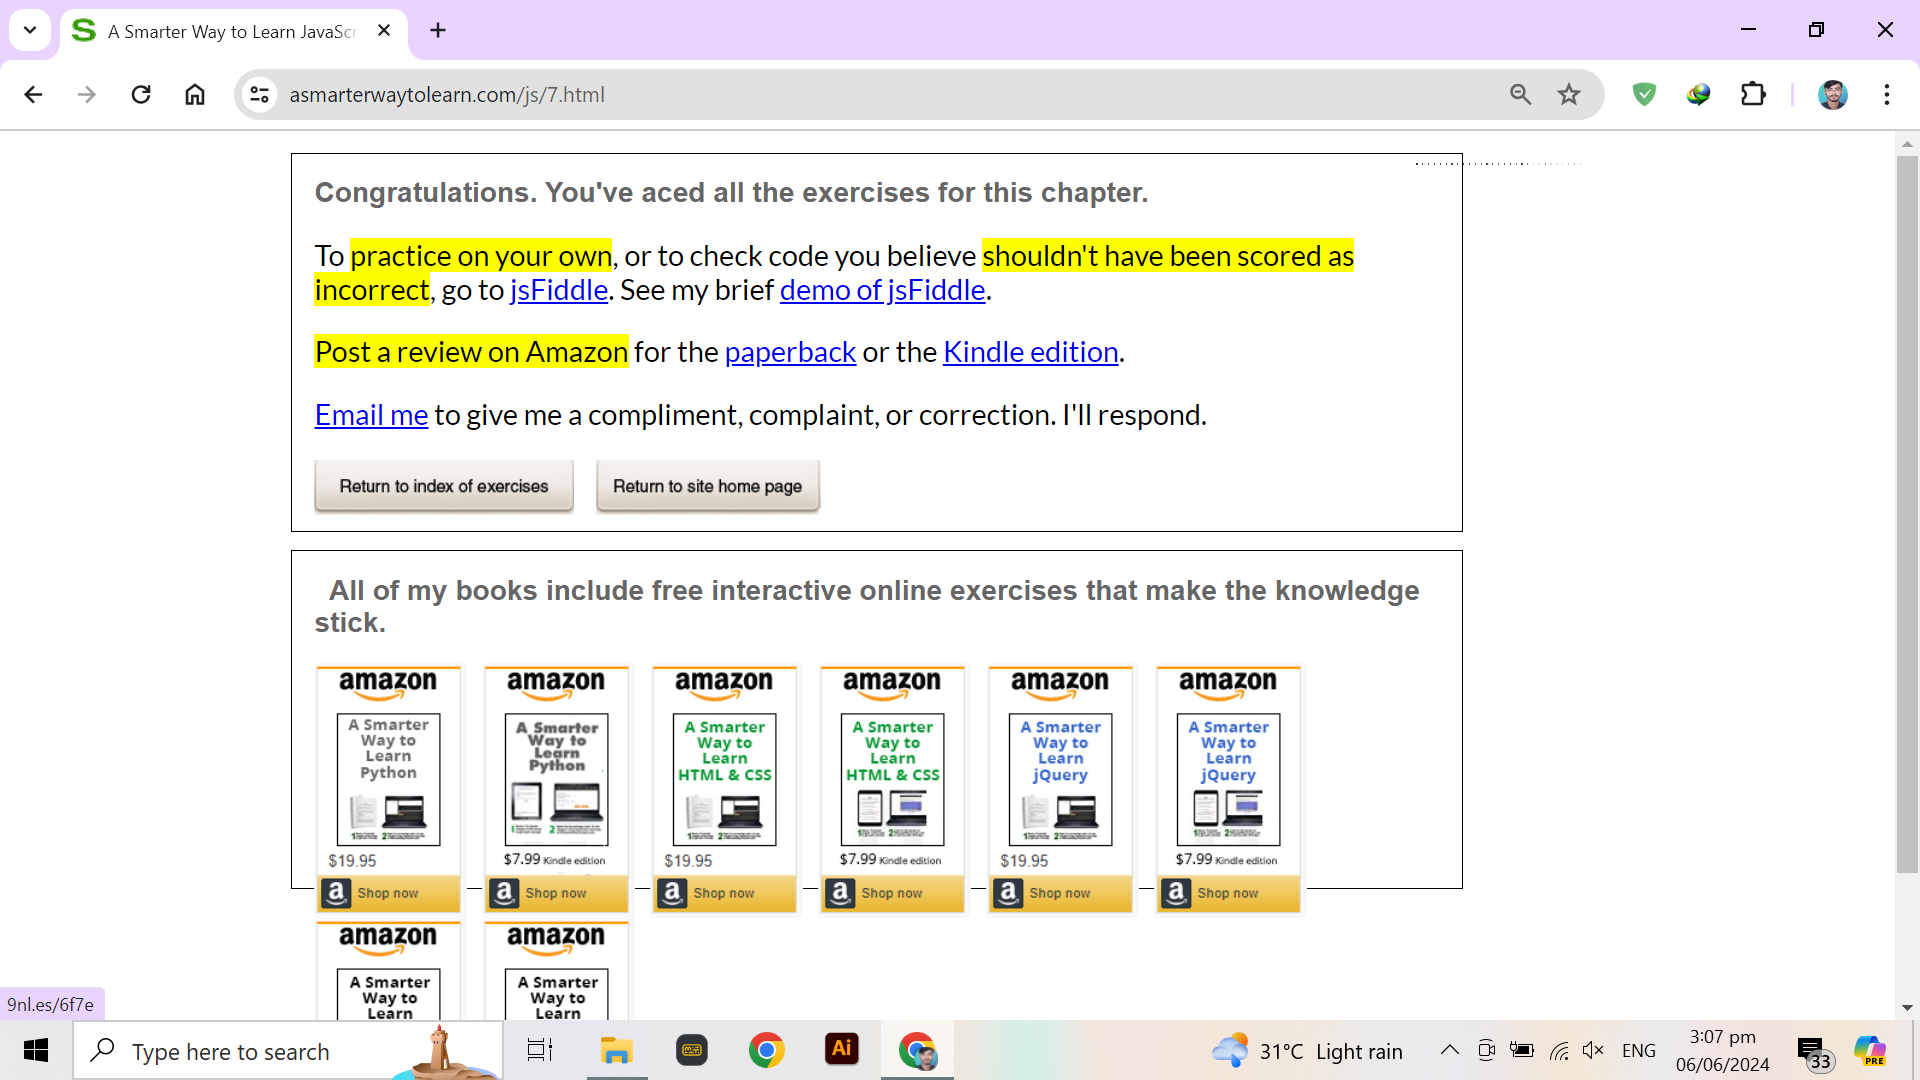 A Smarter Way to Learn JavaScr
asmarterwaytolearn.com/js/7.html
Congratulations. You've aced all the exercises for this chapter.
To practice on your own, or to check code you believe shouldn't have been scored as
incorrect, go to jsFiddle. See my brief demo of jsFiddle.
Post a review on Amazon for the paperback or the Kindle edition.
Email me to give me a compliment, complaint, or correction. I'll respond.
Return to index of exercises
Return to site home page
All of my books include free interactive online exercises that make the knowledge
stick.
amazon
A Smarter
Way to
Learn
Python
$19.95
Shop now
amazon
A Smarter
Way to
Learn
Python
$7.99 Kindle edition
Shop now
amazon
A Smarter
Way to
Learn
HTML & CSS
$19.95
Shop now
amazon
A Smarter
Way to
Learn
HTML & CSS
$7.99 Kindle edition
Shop now
amazon
A Smarter
Way to
Learn
jQuery
$19.95
Shop now
amazon
A Smarter
Way to
Learn
jQuery
$7.99 Kindle edition
Shop now
amazon
A Smarter
Way to
Learn
amazon
A Smarter
Way to
Learn
9nl.es/6f7e
Type here to search
Ai
31°C Light rain
ENG
3:07 pm
06/06/2024
33
PRE